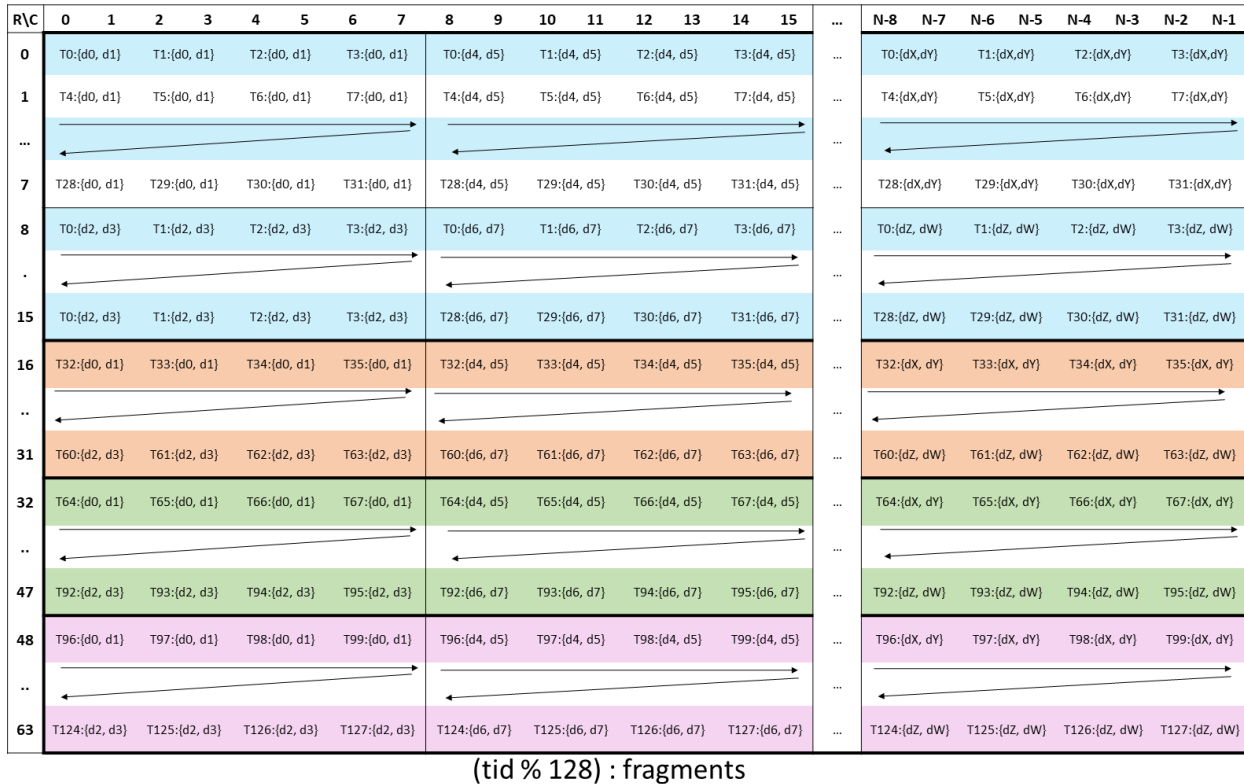 R\C 0 1 2 3 4 5 6 7 8 9 10 11 12 13 14 15 ... N-8 N-7 N-6 N-5 N-4 N-3 N-2 N-1
0 T0:{d0, d1} T1:{d0, d1} T2:{d0, d1} T3:{d0, d1} T0:{d4, d5} T1:{d4, d5} T2:{d4, d5} T3:{d4, d5} ... T0:{dX,dY} T1:{dX,dY} T2:{dX,dY} T3:{dX,dY}
1 T4:{d0, d1} T5:{d0, d1} T6:{d0, d1} T7:{d0, d1} T4:{d4, d5} T5:{d4, d5} T6:{d4, d5} T7:{d4, d5} ... T4:{dX,dY} T5:{dX,dY} T6:{dX,dY} T7:{dX,dY}
... ...
7 T28:{d0, d1} T29:{d0, d1} T30:{d0, d1} T31:{d0, d1} T28:{d4, d5} T29:{d4, d5} T30:{d4, d5} T31:{d4, d5} ... T28:{dX,dY} T29:{dX,dY} T30:{dX,dY} T31:{dX,dY}
8 T0:{d2, d3} T1:{d2, d3} T2:{d2, d3} T3:{d2, d3} T0:{d6, d7} T1:{d6, d7} T2:{d6, d7} T3:{d6, d7} ... T0:{dZ, dW} T1:{dZ, dW} T2:{dZ, dW} T3:{dZ, dW}
. ...
15 T0:{d2, d3} T1:{d2, d3} T2:{d2, d3} T3:{d2, d3} T28:{d6, d7} T29:{d6, d7} T30:{d6, d7} T31:{d6, d7} ... T28:{dZ, dW} T29:{dZ, dW} T30:{dZ, dW} T31:{dZ, dW}
16 T32:{d0, d1} T33:{d0, d1} T34:{d0, d1} T35:{d0, d1} T32:{d4, d5} T33:{d4, d5} T34:{d4, d5} T35:{d4, d5} ... T32:{dX, dY} T33:{dX, dY} T34:{dX, dY} T35:{dX, dY}
.. ...
31 T60:{d2, d3} T61:{d2, d3} T62:{d2, d3} T63:{d2, d3} T60:{d6, d7} T61:{d6, d7} T62:{d6, d7} T63:{d6, d7} ... T60:{dZ, dW} T61:{dZ, dW} T62:{dZ, dW} T63:{dZ, dW}
32 T64:{d0, d1} T65:{d0, d1} T66:{d0, d1} T67:{d0, d1} T64:{d4, d5} T65:{d4, d5} T66:{d4, d5} T67:{d4, d5} ... T64:{dX, dY} T65:{dX, dY} T66:{dX, dY} T67:{dX, dY}
.. ...
47 T92:{d2, d3} T93:{d2, d3} T94:{d2, d3} T95:{d2, d3} T92:{d6, d7} T93:{d6, d7} T94:{d6, d7} T95:{d6, d7} ... T92:{dZ, dW} T93:{dZ, dW} T94:{dZ, dW} T95:{dZ, dW}
48 T96:{d0, d1} T97:{d0, d1} T98:{d0, d1} T99:{d0, d1} T96:{d4, d5} T97:{d4, d5} T98:{d4, d5} T99:{d4, d5} ... T96:{dX, dY} T97:{dX, dY} T98:{dX, dY} T99:{dX, dY}
.. ...
63 T124:{d2, d3} T125:{d2, d3} T126:{d2, d3} T127:{d2, d3} T124:{d6, d7} T125:{d6, d7} T126:{d6, d7} T127:{d6, d7} ... T124:{dZ, dW} T125:{dZ, dW} T126:{dZ, dW} T127:{dZ, dW}
(tid % 128) : fragments